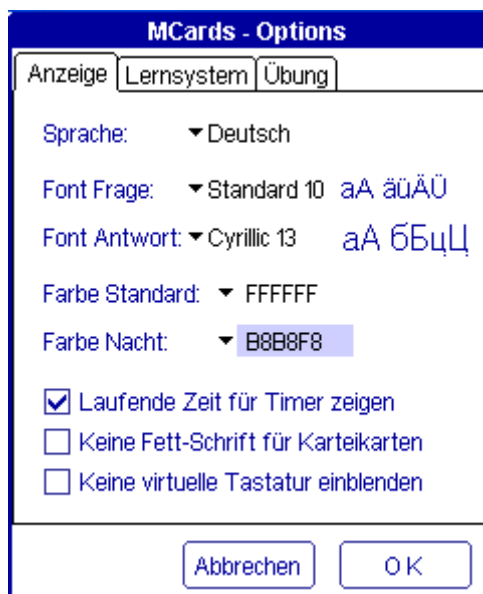 MCards - Options
Anzeige Lernsystem Übung
Sprache: Deutsch
Font Frage: Standard 10 aA äüÄÜ
Font Antwort: Cyrillic 13 aA бБцЦ
Farbe Standard: FFFFFF
Farbe Nacht: B8B8F8
Laufende Zeit für Timer zeigen
Keine Fett-Schrift für Karteikarten
Keine virtuelle Tastatur einblenden
Abbrechen OK